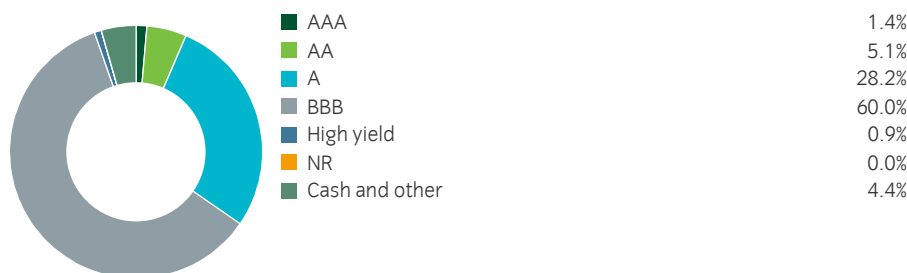 AAA 1.4%
AA 5.1%
A 28.2%
BBB 60.0%
High yield 0.9%
NR 0.0%
Cash and other 4.4%